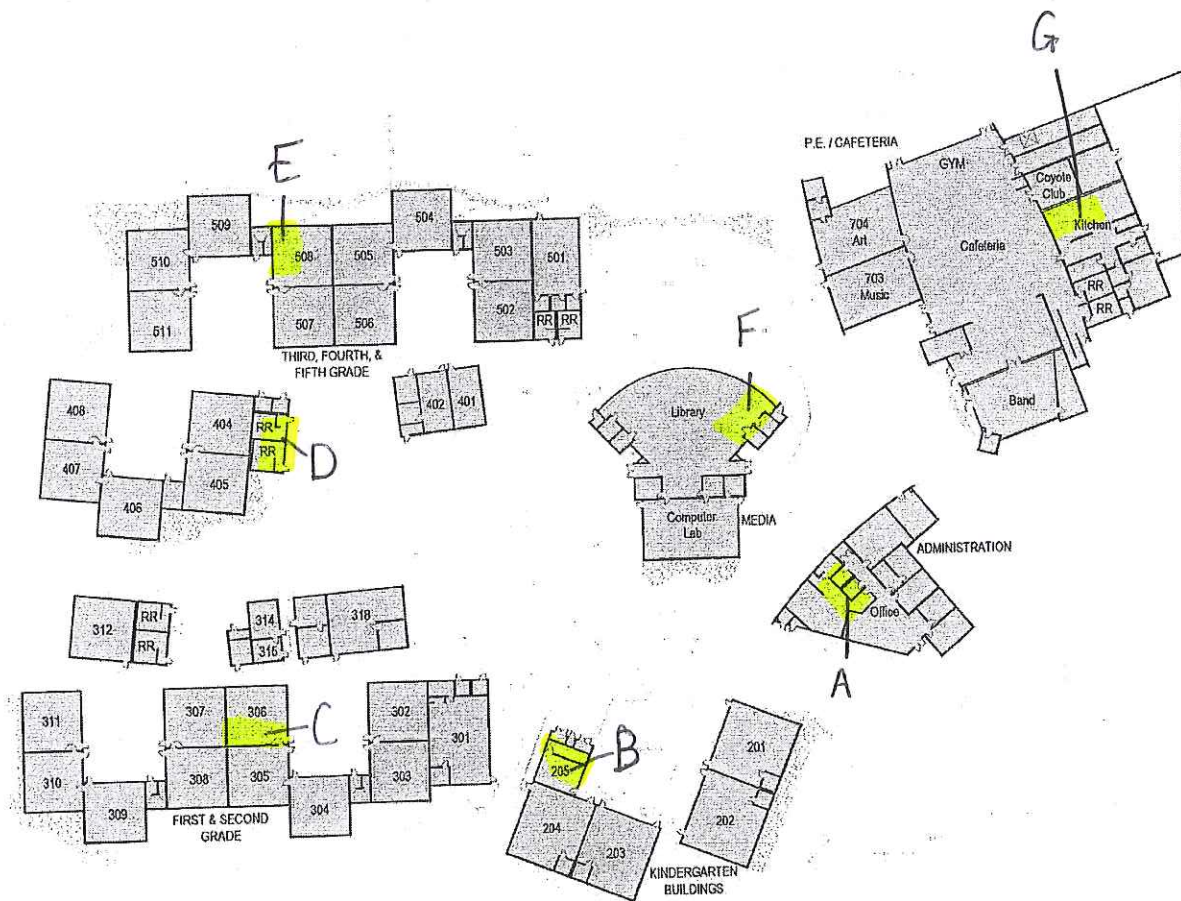 G
P.E. / CAFETERIA
GYM
E
Coyote
Club
504
509
704
Art
Kitchen
Cafeteria
503
501
510
508
505
703
Music
RR
RR
511
507
506
502
RR RR
F
THIRD, FOURTH, &
FIFTH GRADE
408
404
402 401
Library
Band
RR
RR
D
407
405
406
Computer
Lab
MEDIA
ADMINISTRATION
312
RR
RR
314
315
318
Office
A
311
307
306
C
302
301
B
205
201
310
308
305
303
309
304
204
203
202
FIRST & SECOND
GRADE
KINDERGARTEN
BUILDINGS